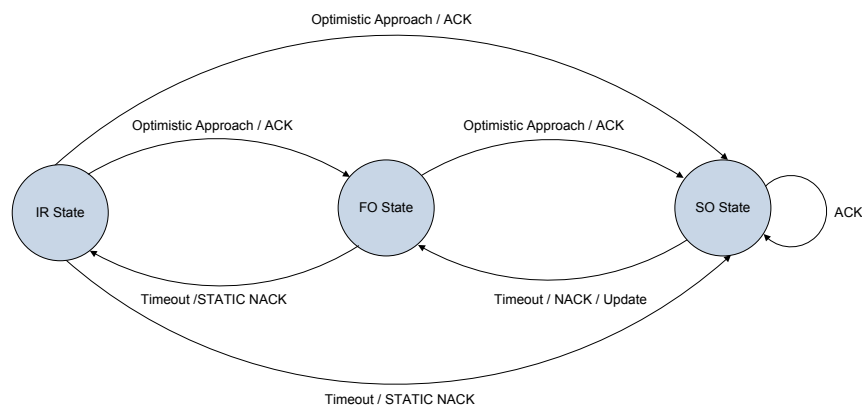 Optimistic Approach / ACK
Optimistic Approach / ACK
Optimistic Approach / ACK
IR State
FO State
SO State
ACK
Timeout /STATIC NACK
Timeout / NACK / Update
Timeout / STATIC NACK